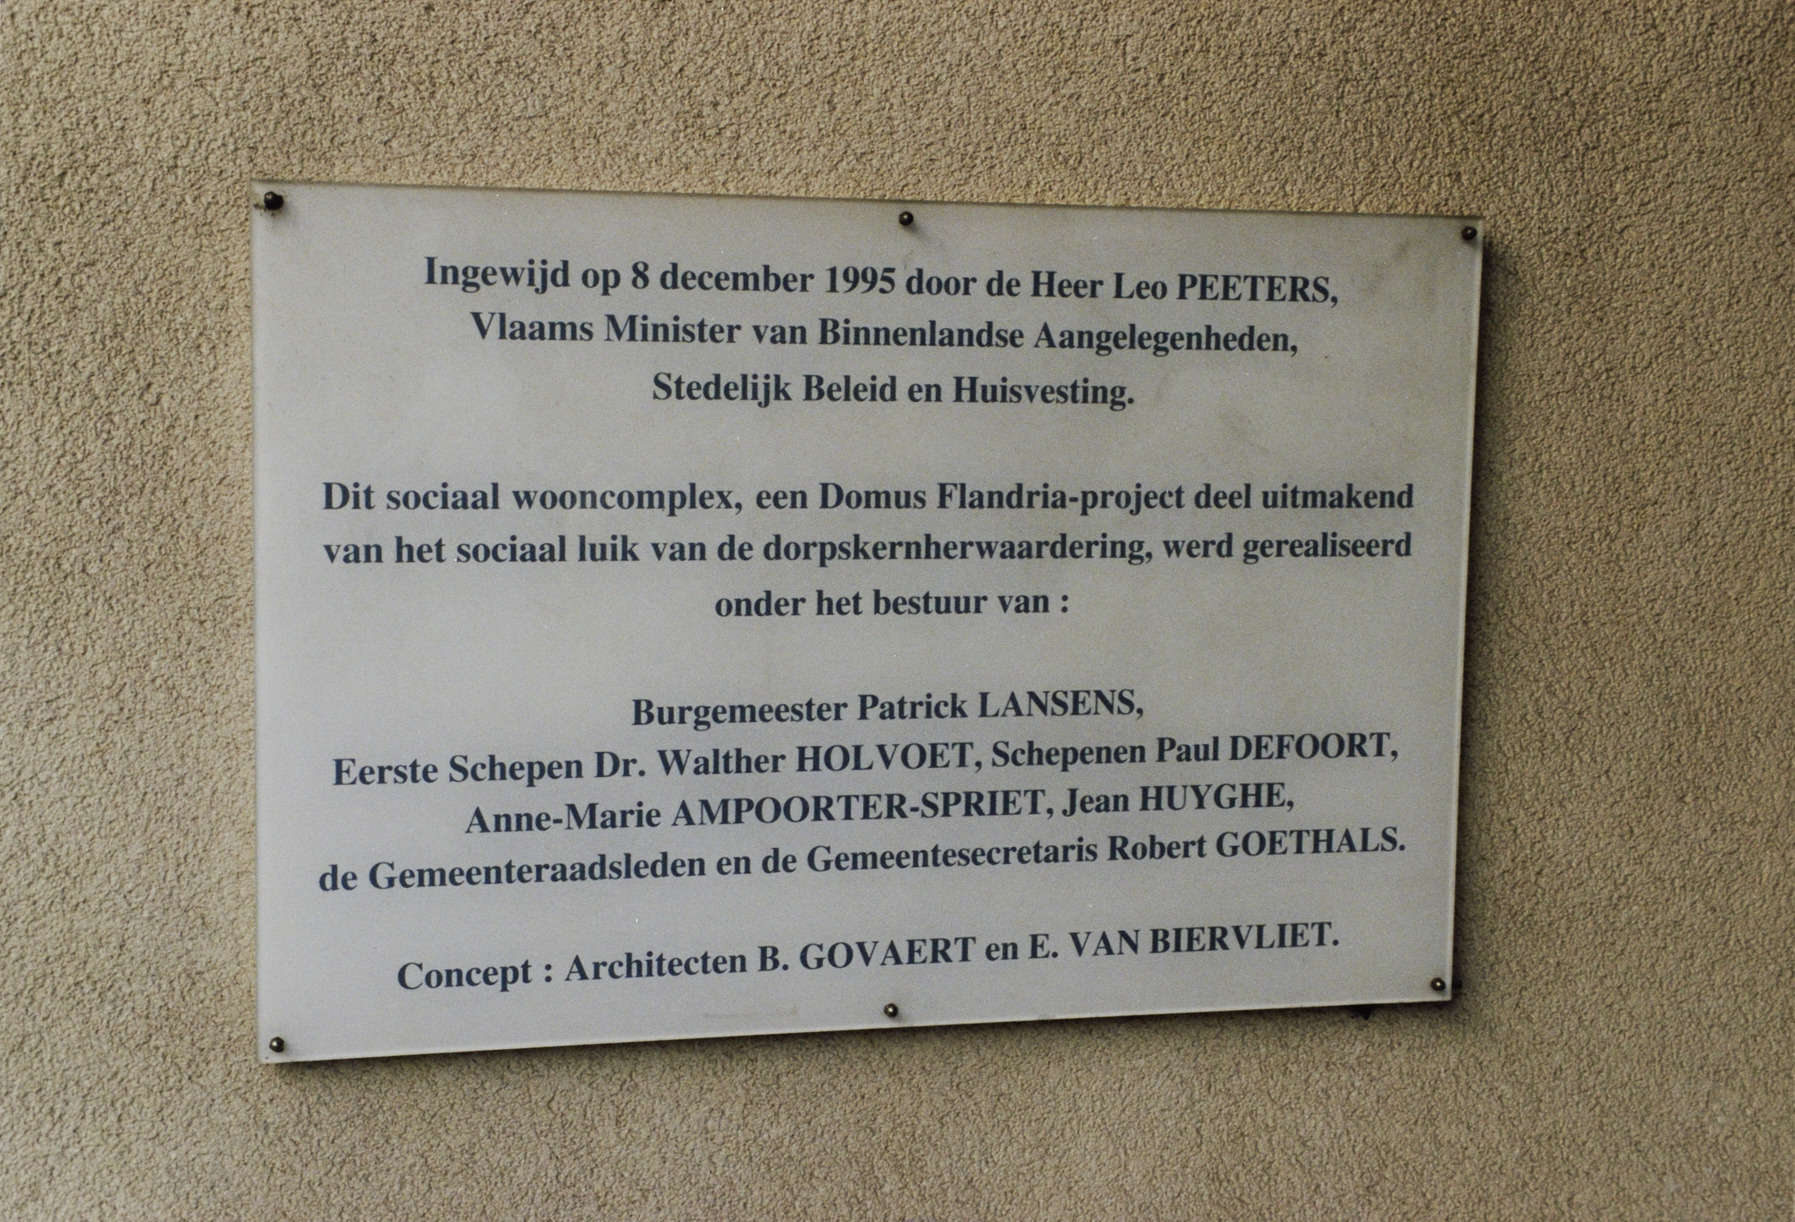 Ingewijd op 8 december 1995 door de Heer Leo PEETERS,
Vlaams Minister van Binnenlandse Aangelegenheden,
Stedelijk Beleid en Huisvesting.
Dit sociaal wooncomplex, een Domus Flandria-project deel uitmakend
van het sociaal luik van de dorpskernherwaardering, werd gerealiseerd
onder het bestuur van :
Burgemeester Patrick LANSENS,
Eerste Schepen Dr. Walther HOLVOET, Schepenen Paul DEFOORT,
Anne-Marie AMPOORTER-SPRIET, Jean HUYGHE,
de Gemeenteraadsleden en de Gemeentesecretaris Robert GOETHALS.
Concept : Architecten B. GOVAERT en E. VAN BIERVLIET.